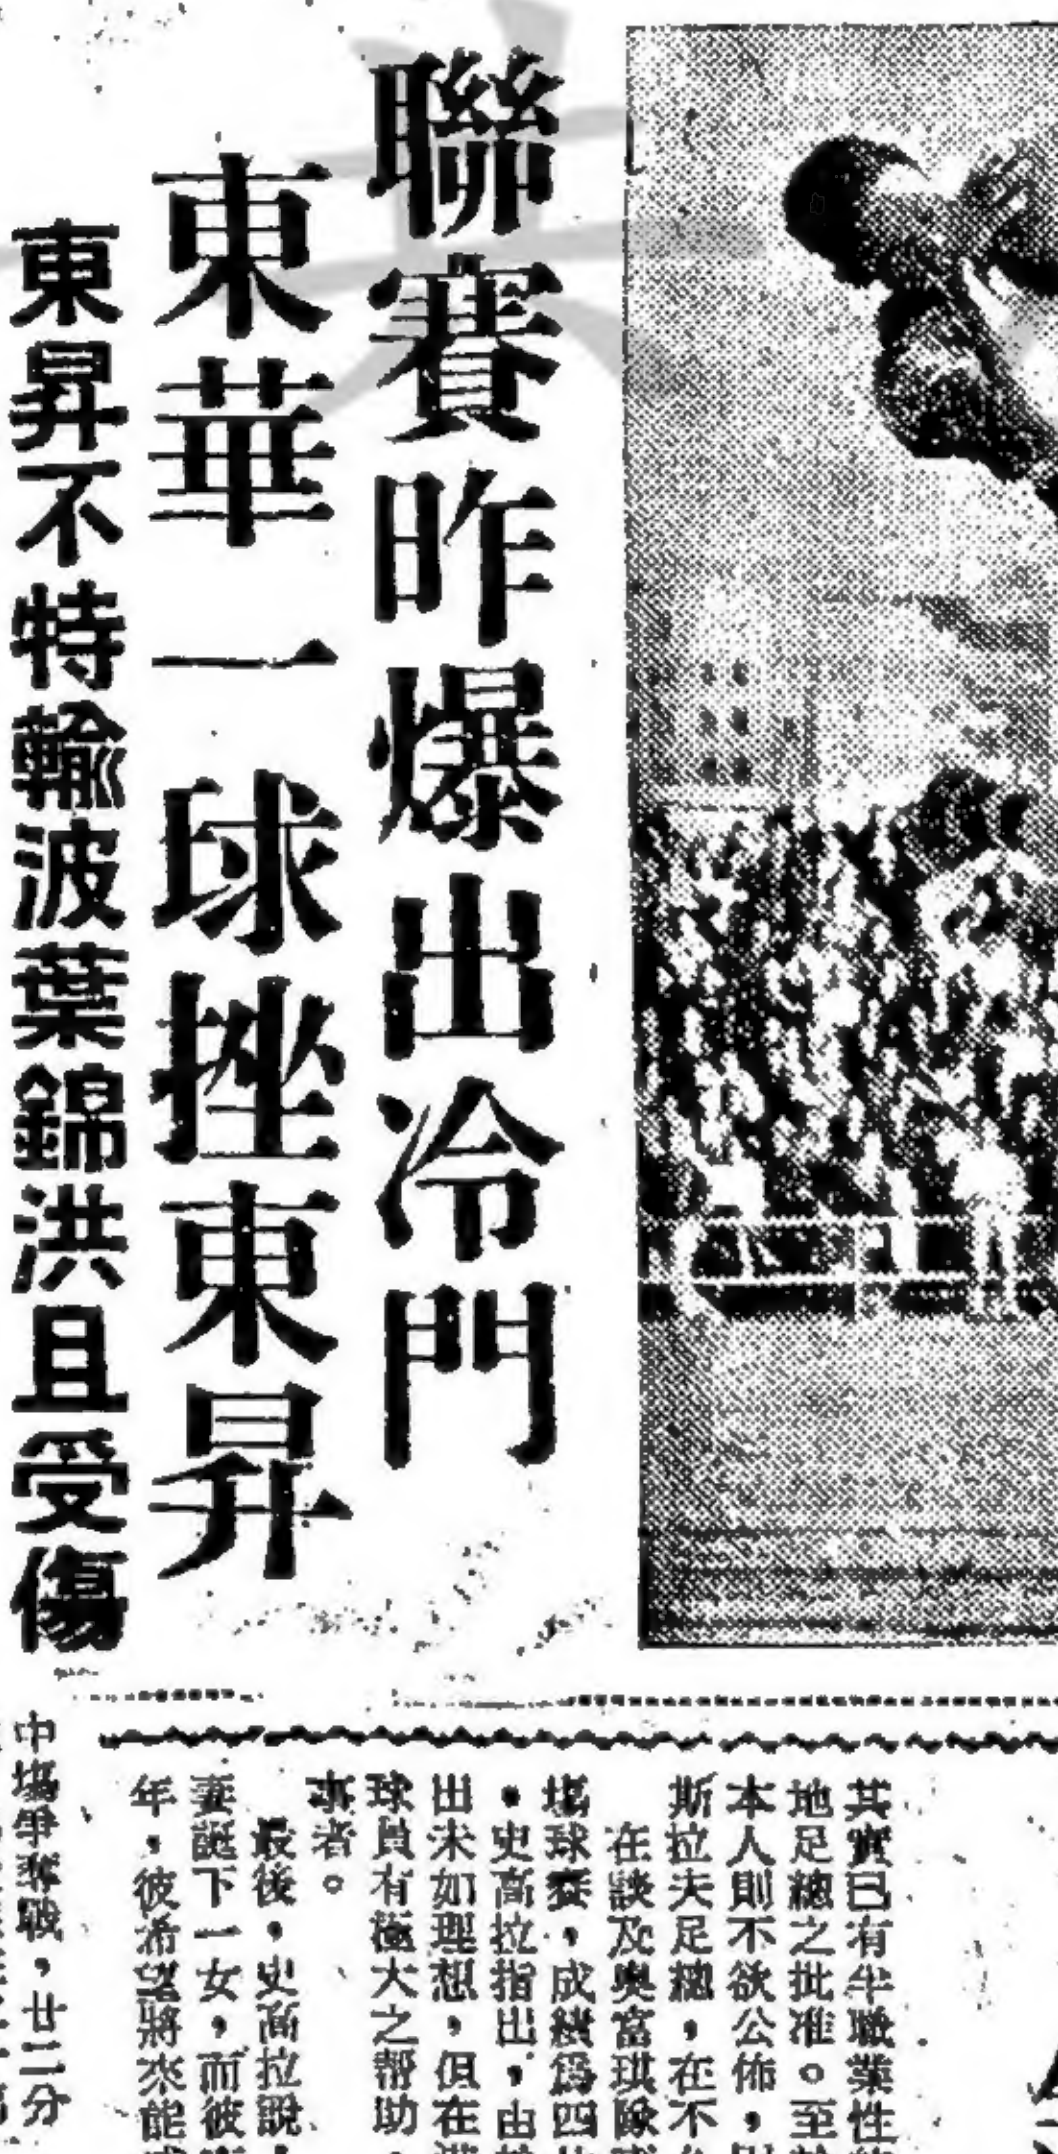 聯賽昨爆出冷門
東華一球挫東昇
東昇不特輸波葉錦洪且受傷
其實已有半職業性
地足總之批准。至
本人則不欲公佈，
斯拉夫足總，在不
在談及奧富琪隊
塲球賽，成績爲四
，史高拉指出，由
出未如理想，但在
球員有極大之幫助，
事者。
最後，史高拉說，
妻誕下一女，而彼
年，彼希望將來能
中塲爭奪戰，廿二分